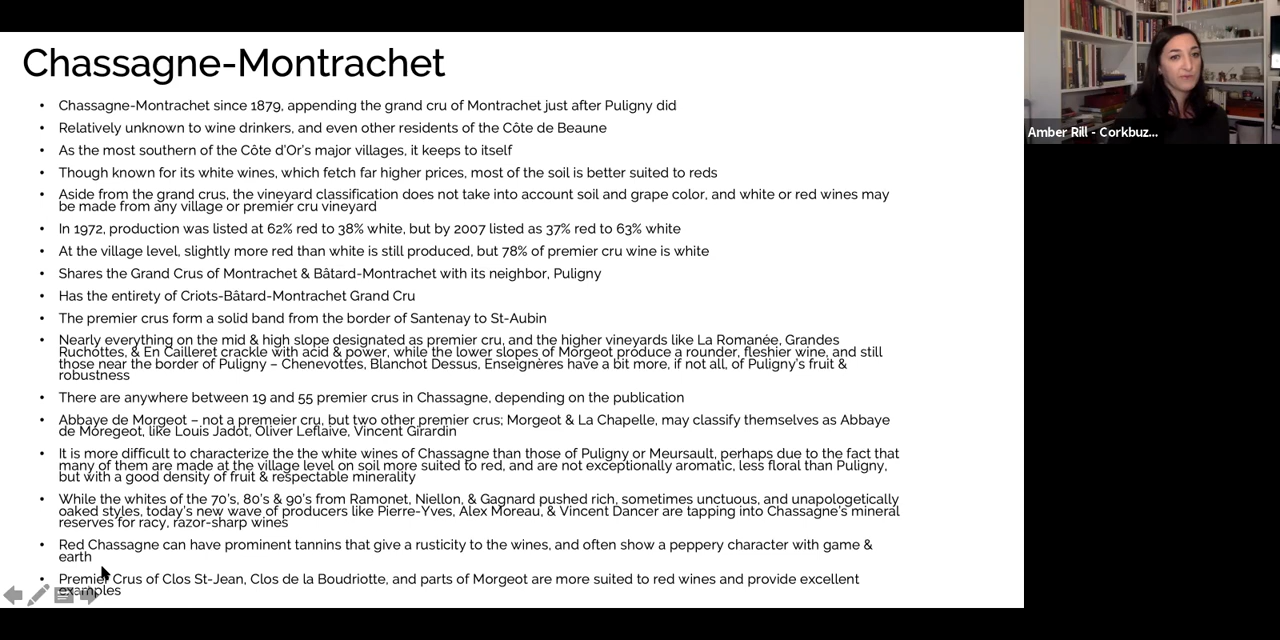 Chassagne-Montrachet
• Chassagne-Montrachet since 1879, appending the grand cru of Montrachet just after Puligny did
• Relatively unknown to wine drinkers, and even other residents of the Côte de Beaune
• As the most southern of the Côte d'Or's major villages, it keeps to itself
• Though known for its white wines, which fetch far higher prices, most of the soil is better suited to reds
• Aside from the grand crus, the vineyard classification does not take into account soil and grape color, and white or red wines may
be made from any village or premier cru vineyard
• In 1972, production was listed at 62% red to 38% white, but by 2007 listed as 37% red to 63% white
• At the village level, slightly more red than white is still produced, but 78% of premier cru wine is white
• Shares the Grand Crus of Montrachet & Bâtard-Montrachet with its neighbor, Puligny
• Has the entirety of Criots-Bâtard-Montrachet Grand Cru
• The premier crus form a solid band from the border of Santenay to St-Aubin
• Nearly everything on the mid & high slope designated as premier cru, and the higher vineyards like La Romanée, Grandes
Ruchottes, & En Cailleret crackle with acid & power, while the lower slopes of Morgeot produce a rounder, fleshier wine, and still
those near the border of Puligny – Chenevottes, Blanchot Dessus, Enseignères have a bit more, if not all, of Puligny's fruit &
robustness
• There are anywhere between 19 and 55 premier crus in Chassagne, depending on the publication
• Abbaye de Morgeot – not a premeier cru, but two other premier crus; Morgeot & La Chapelle, may classify themselves as Abbaye
de Moregeot, like Louis Jadot, Oliver Leflaive, Vincent Girardin
• It is more difficult to characterize the the white wines of Chassagne than those of Puligny or Meursault, perhaps due to the fact that
many of them are made at the village level on soil more suited to red, and are not exceptionally aromatic, less floral than Puligny,
but with a good density of fruit & respectable minerality
• While the whites of the 70's, 80's & 90's from Ramonet, Niellon, & Gagnard pushed rich, sometimes unctuous, and unapologetically
oaked styles, today's new wave of producers like Pierre-Yves, Alex Moreau, & Vincent Dancer are tapping into Chassagne's mineral
reserves for racy, razor-sharp wines
• Red Chassagne can have prominent tannins that give a rusticity to the wines, and often show a peppery character with game &
earth
• Premier Crus of Clos St-Jean, Clos de la Boudriotte, and parts of Morgeot are more suited to red wines and provide excellent
examples
Amber Rill - Corkbuz...